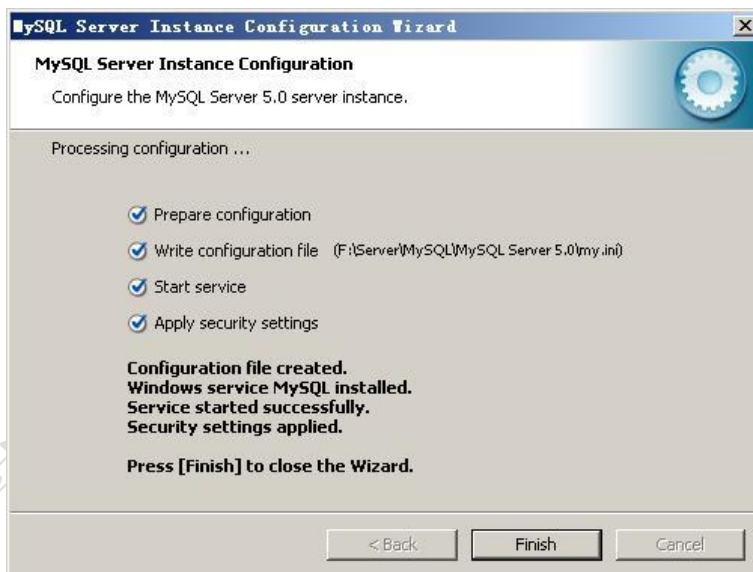 MySQL Server Instance Configuration Wizard
MySQL Server Instance Configuration
Configure the MySQL Server 5.0 server instance.
Processing configuration ...
Prepare configuration
Write configuration file (F:\Server\MySQL\MySQL Server 5.0\my.ini)
Start service
Apply security settings
Configuration file created.
Windows service MySQL installed.
Service started successfully.
Security settings applied.
Press [Finish] to close the Wizard.
< Back Finish Cancel